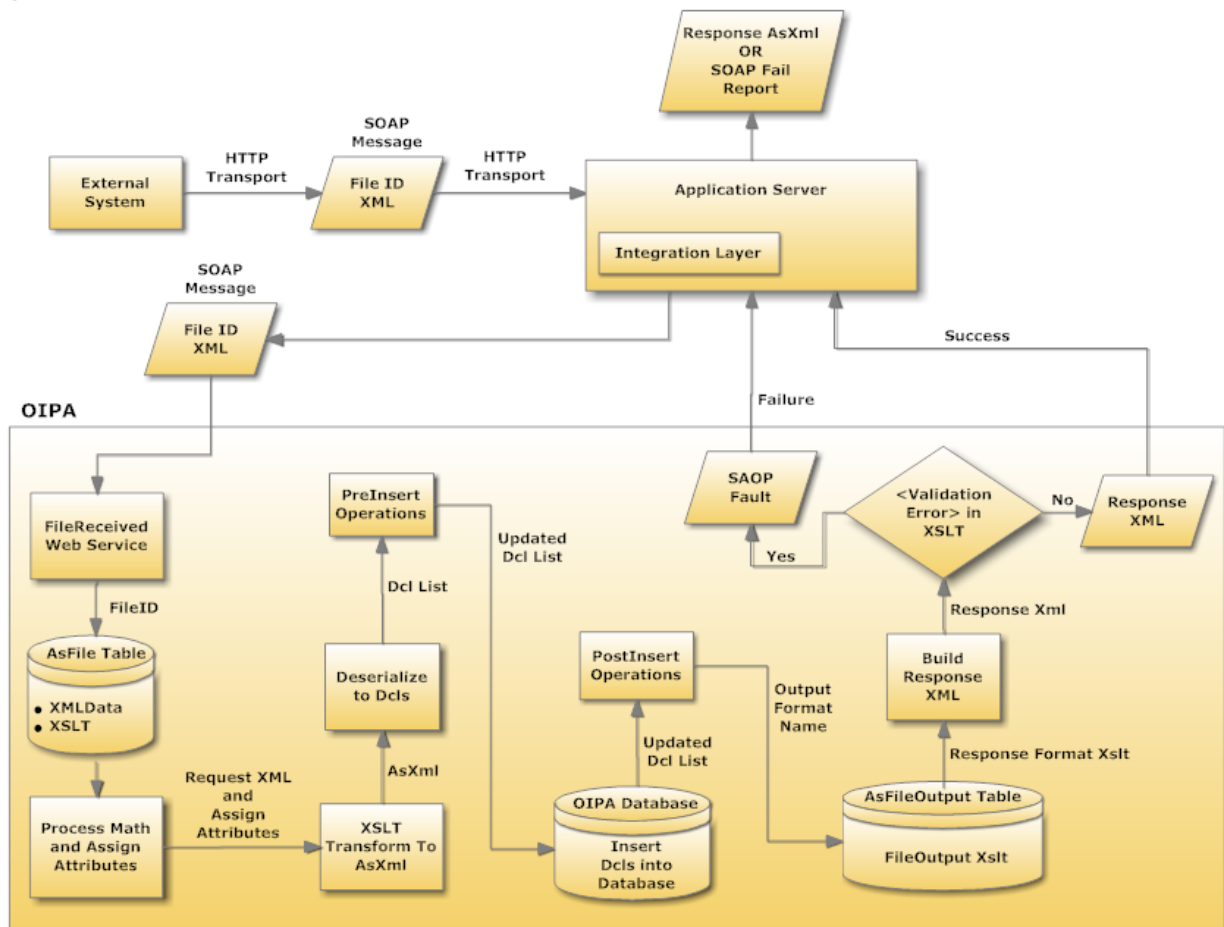 Response AsXml
OR
SOAP Fail
Report
SOAP
Message
HTTP
Transport
HTTP
Transport
External
System
File ID
XML
Application Server
Integration Layer
SOAP
Message
File ID
XML
Success
Failure
OIPA
FileReceived
Web Service
PreInsert
Operations
SAOP
Fault
<Validation
Error> in
XSLT
No
Response
XML
Yes
Updated
Dcl List
Dcl List
FileID
Response Xml
AsFile Table
• XMLData
• XSLT
Deserialize
to Dcls
PostInsert
Operations
Build
Response
XML
Output
Format
Name
Updated
Dcl List
Response Format Xslt
Request XML
and
Assign
Attributes
AsXml
Process Math
and Assign
Attributes
XSLT
Transform To
AsXml
OIPA Database
Insert
Dcls into
Database
AsFileOutput Table
FileOutput Xslt